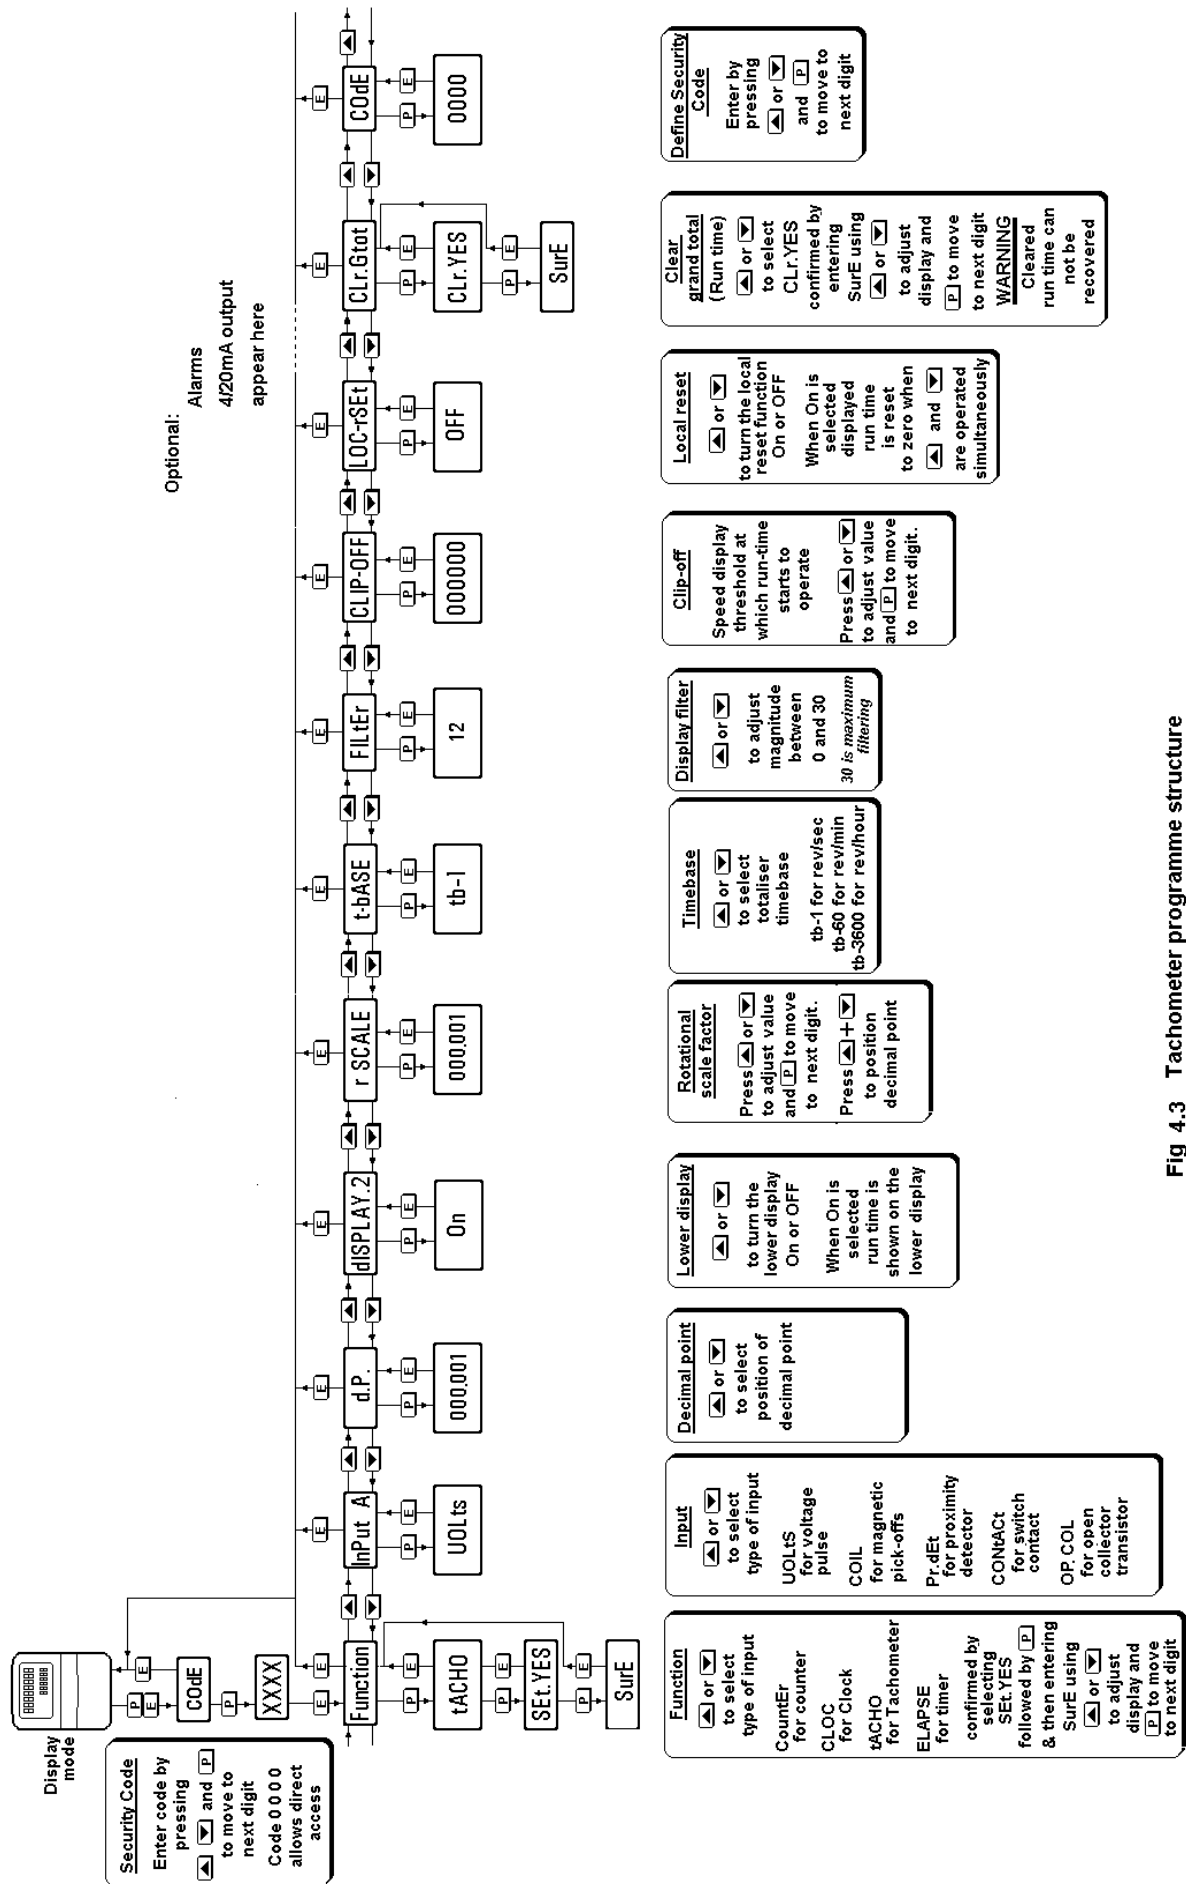 Display
mode
Security Code
Enter code by
pressing
▲ ▼ and P
to move to
next digit
Code 0 0 0 0
allows direct
access
88888888
888888
P
E
E
COdE
P
XXXX
E
E
Function
P
E
tACHO
P
E
SEt.YES
P
E
SurE
▲
▼
E
InPut A
P
E
UOLts
▲
▼
E
d.P.
P
E
000.001
▲
▼
E
dISPLAY.2
P
E
On
▲
▼
E
r SCALE
P
E
000.001
▲
▼
E
t-bASE
P
E
tb-1
▲
▼
E
FILtEr
P
E
12
▲
▼
E
CLIP-OFF
P
E
000000
▲
▼
E
LOC-rSEt
P
E
OFF
▲
▼
Optional:
Alarms
4/20mA output
appear here
E
CLr.Gtot
P
E
CLr.YES
P
E
SurE
▲
▼
E
COdE
P
E
0000
▲
Function
▲ or ▼
to select
type of input
CountEr
for counter
CLOC
for Clock
tACHO
for Tachometer
ELAPSE
for timer
confirmed by
selecting
SEt.YES
followed by P
& then entering
SurE using
▲ or ▼
to adjust
display and
P to move
to next digit
Input
▲ or ▼
to select
type of input
UOLtS
for voltage
pulse
COIL
for magnetic
pick-offs
Pr.dEt
for proximity
detector
CONtACt
for switch
contact
OP. COL
for open
collector
transistor
Decimal point
▲ or ▼
to select
position of
decimal point
Lower display
▲ or ▼
to turn the
lower display
On or OFF
When On is
selected
run time is
shown on the
lower display
Rotational
scale factor
Press ▲ or ▼
to adjust value
and P to move
to next digit.
Press ▲ + ▼
to position
decimal point
Timebase
▲ or ▼
to select
totaliser
timebase
tb-1 for rev/sec
tb-60 for rev/min
tb-3600 for rev/hour
Display filter
▲ or ▼
to adjust
magnitude
between
0 and 30
30 is maximum
filtering
Clip-off
Speed display
threshold at
which run-time
starts to
operate
Press ▲ or ▼
to adjust value
and P to move
to next digit.
Local reset
▲ or ▼
to turn the local
reset function
On or OFF
When On is
selected
displayed
run time
is reset
to zero when
▲ and ▼
are operated
simultaneously
Clear
grand total
(Run time)
▲ or ▼
to select
CLr.YES
confirmed by
entering
SurE using
▲ or ▼
to adjust
display and
P to move
to next digit
WARNING
Cleared
run time can
not be
recovered
Define Security
Code
Enter by
pressing
▲ or ▼
and P
to move to
next digit
Fig 4.3 Tachometer programme structure